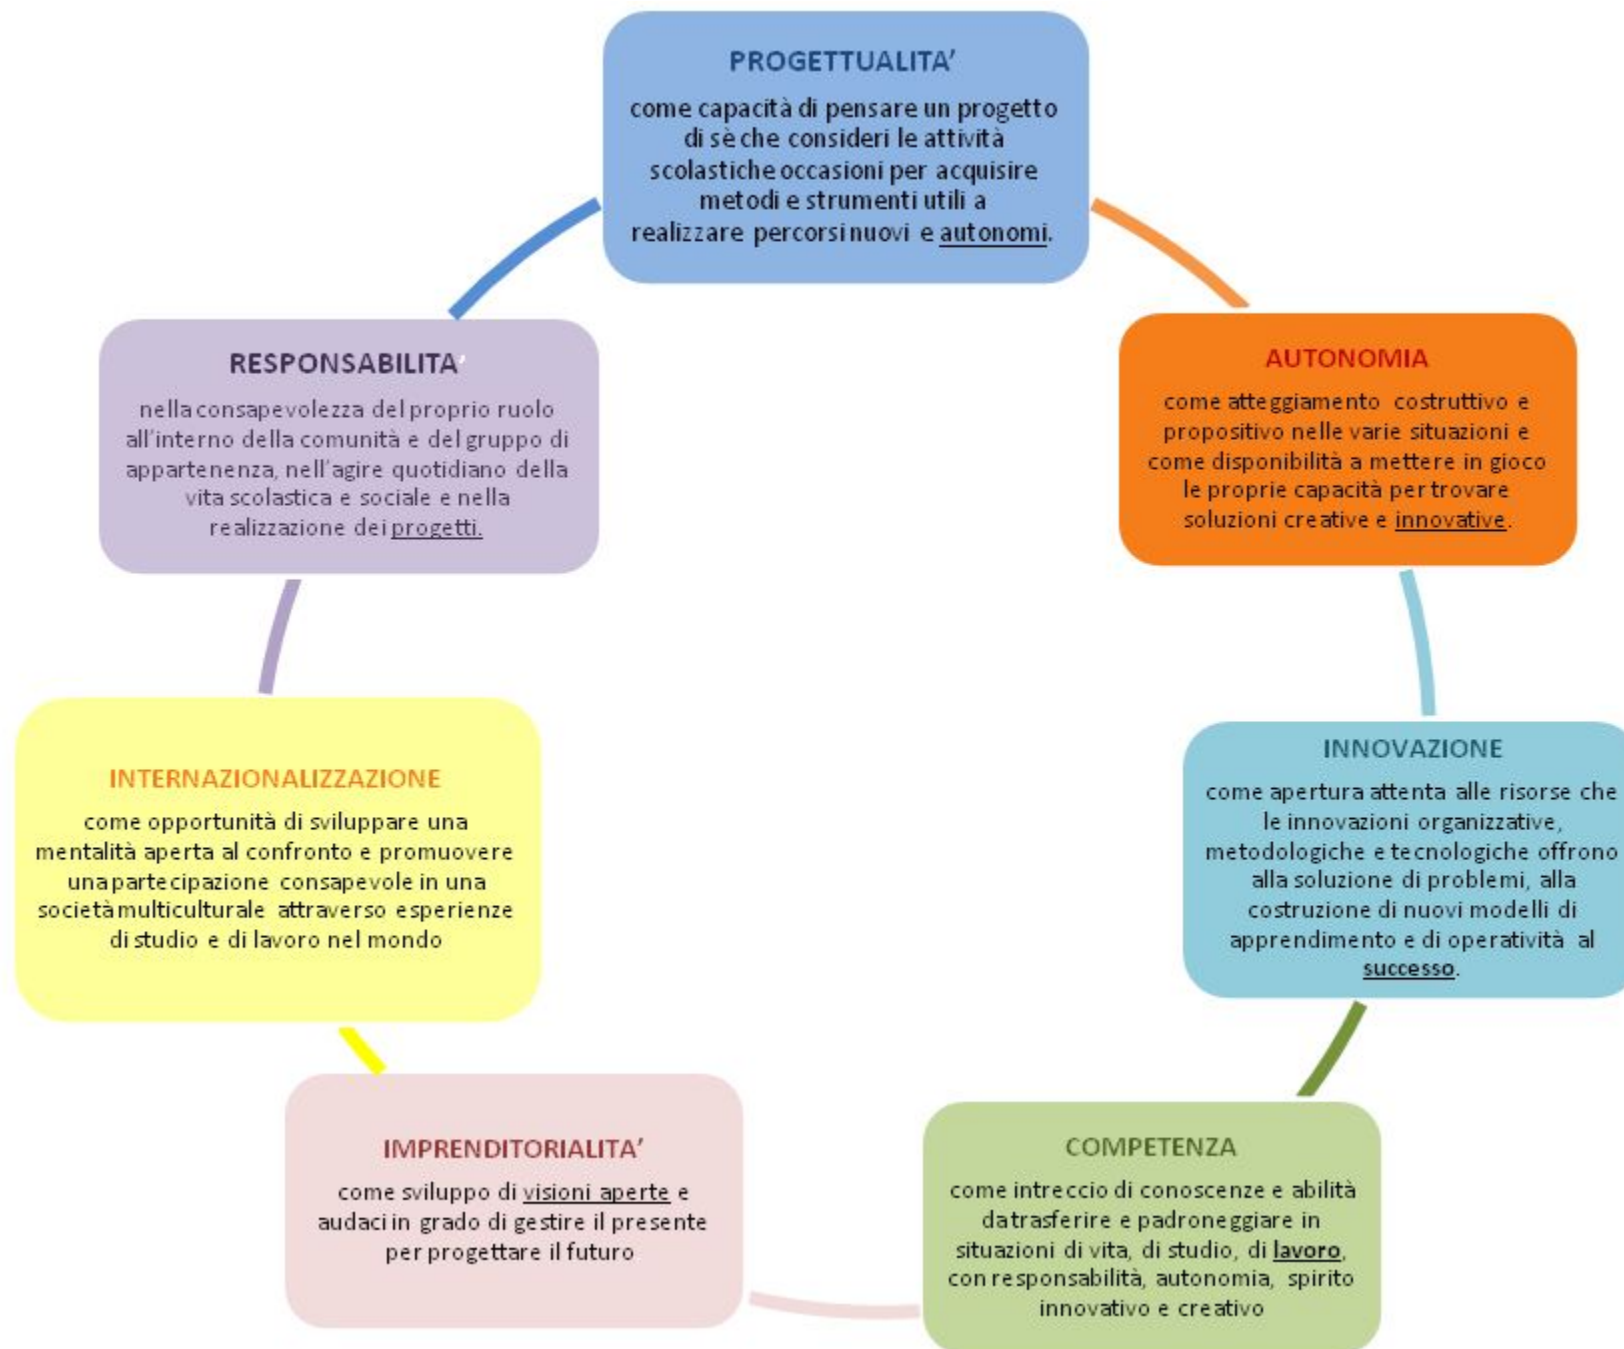 PROGETTUALITA’
come capacità di pensare un progetto
di sè che consideri le attività
scolastiche occasioni per acquisire
metodi e strumenti utili a
realizzare percorsi nuovi e autonomi.
AUTONOMIA
come atteggiamento costruttivo e
propositivo nelle varie situazioni e
come disponibilità a mettere in gioco
le proprie capacità per trovare
soluzioni creative e innovative.
INNOVAZIONE
come apertura attenta alle risorse che
le innovazioni organizzative,
metodologiche e tecnologiche offrono
alla soluzione di problemi, alla
costruzione di nuovi modelli di
apprendimento e di operatività al
successo.
COMPETENZA
come intreccio di conoscenze e abilità
da trasferire e padroneggiare in
situazioni di vita, di studio, di lavoro,
con responsabilità, autonomia, spirito
innovativo e creativo
IMPRENDITORIALITA’
come sviluppo di visioni aperte e
audaci in grado di gestire il presente
per progettare il futuro
INTERNAZIONALIZZAZIONE
come opportunità di sviluppare una
mentalità aperta al confronto e promuovere
una partecipazione consapevole in una
società multiculturale attraverso esperienze
di studio e di lavoro nel mondo
RESPONSABILITA’
nella consapevolezza del proprio ruolo
all’interno della comunità e del gruppo di
appartenenza, nell’agire quotidiano della
vita scolastica e sociale e nella
realizzazione dei progetti.